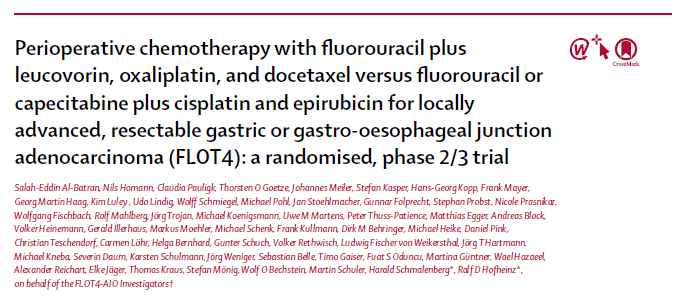 Perioperative chemotherapy with fluorouracil plus
leucovorin, oxaliplatin, and docetaxel versus fluorouracil or
capecitabine plus cisplatin and epirubicin for locally
advanced, resectable gastric or gastro-oesophageal junction
adenocarcinoma (FLOT4): a randomised, phase 2/3 trial
CrossMark
Salah-Eddin Al-Batran, Nils Homann, Claudia Pauligk, Thorsten O Goetze, Johannes Meiler, Stefan Kasper, Hans-Georg Kopp, Frank Mayer,
Georg Martin Haag, Kim Luley, Udo Lindig, Wolff Schmiegel, Michael Pohl, Jan Stoehlmacher, Gunnar Folprecht, Stephan Probst, Nicole Prasnikar,
Wolfgang Fischbach, Rolf Mahlberg, Jörg Trojan, Michael Koenigsmann, Uwe M Martens, Peter Thuss-Patience, Matthias Egger, Andreas Block,
Volker Heinemann, Gerald Illerhaus, Markus Moehler, Michael Schenk, Frank Kullmann, Dirk M Behringer, Michael Heike, Daniel Pink,
Christian Teschendorf, Carmen Löhr, Helga Bernhard, Gunter Schuch, Volker Rethwisch, Ludwig Fischer von Weikersthal, Jörg T Hartmann,
Michael Kneba, Severin Daum, Karsten Schulmann, Jörg Weniger, Sebastian Belle, Timo Gaiser, Fuat S Oduncu, Martina Güntner, Wael Hozaeel,
Alexander Reichart, Elke Jäger, Thomas Kraus, Stefan Mönig, Wolf O Bechstein, Martin Schuler, Harald Schmalenberg*, Ralf D Hofheinz*,
on behalf of the FLOT4-AIO Investigators†